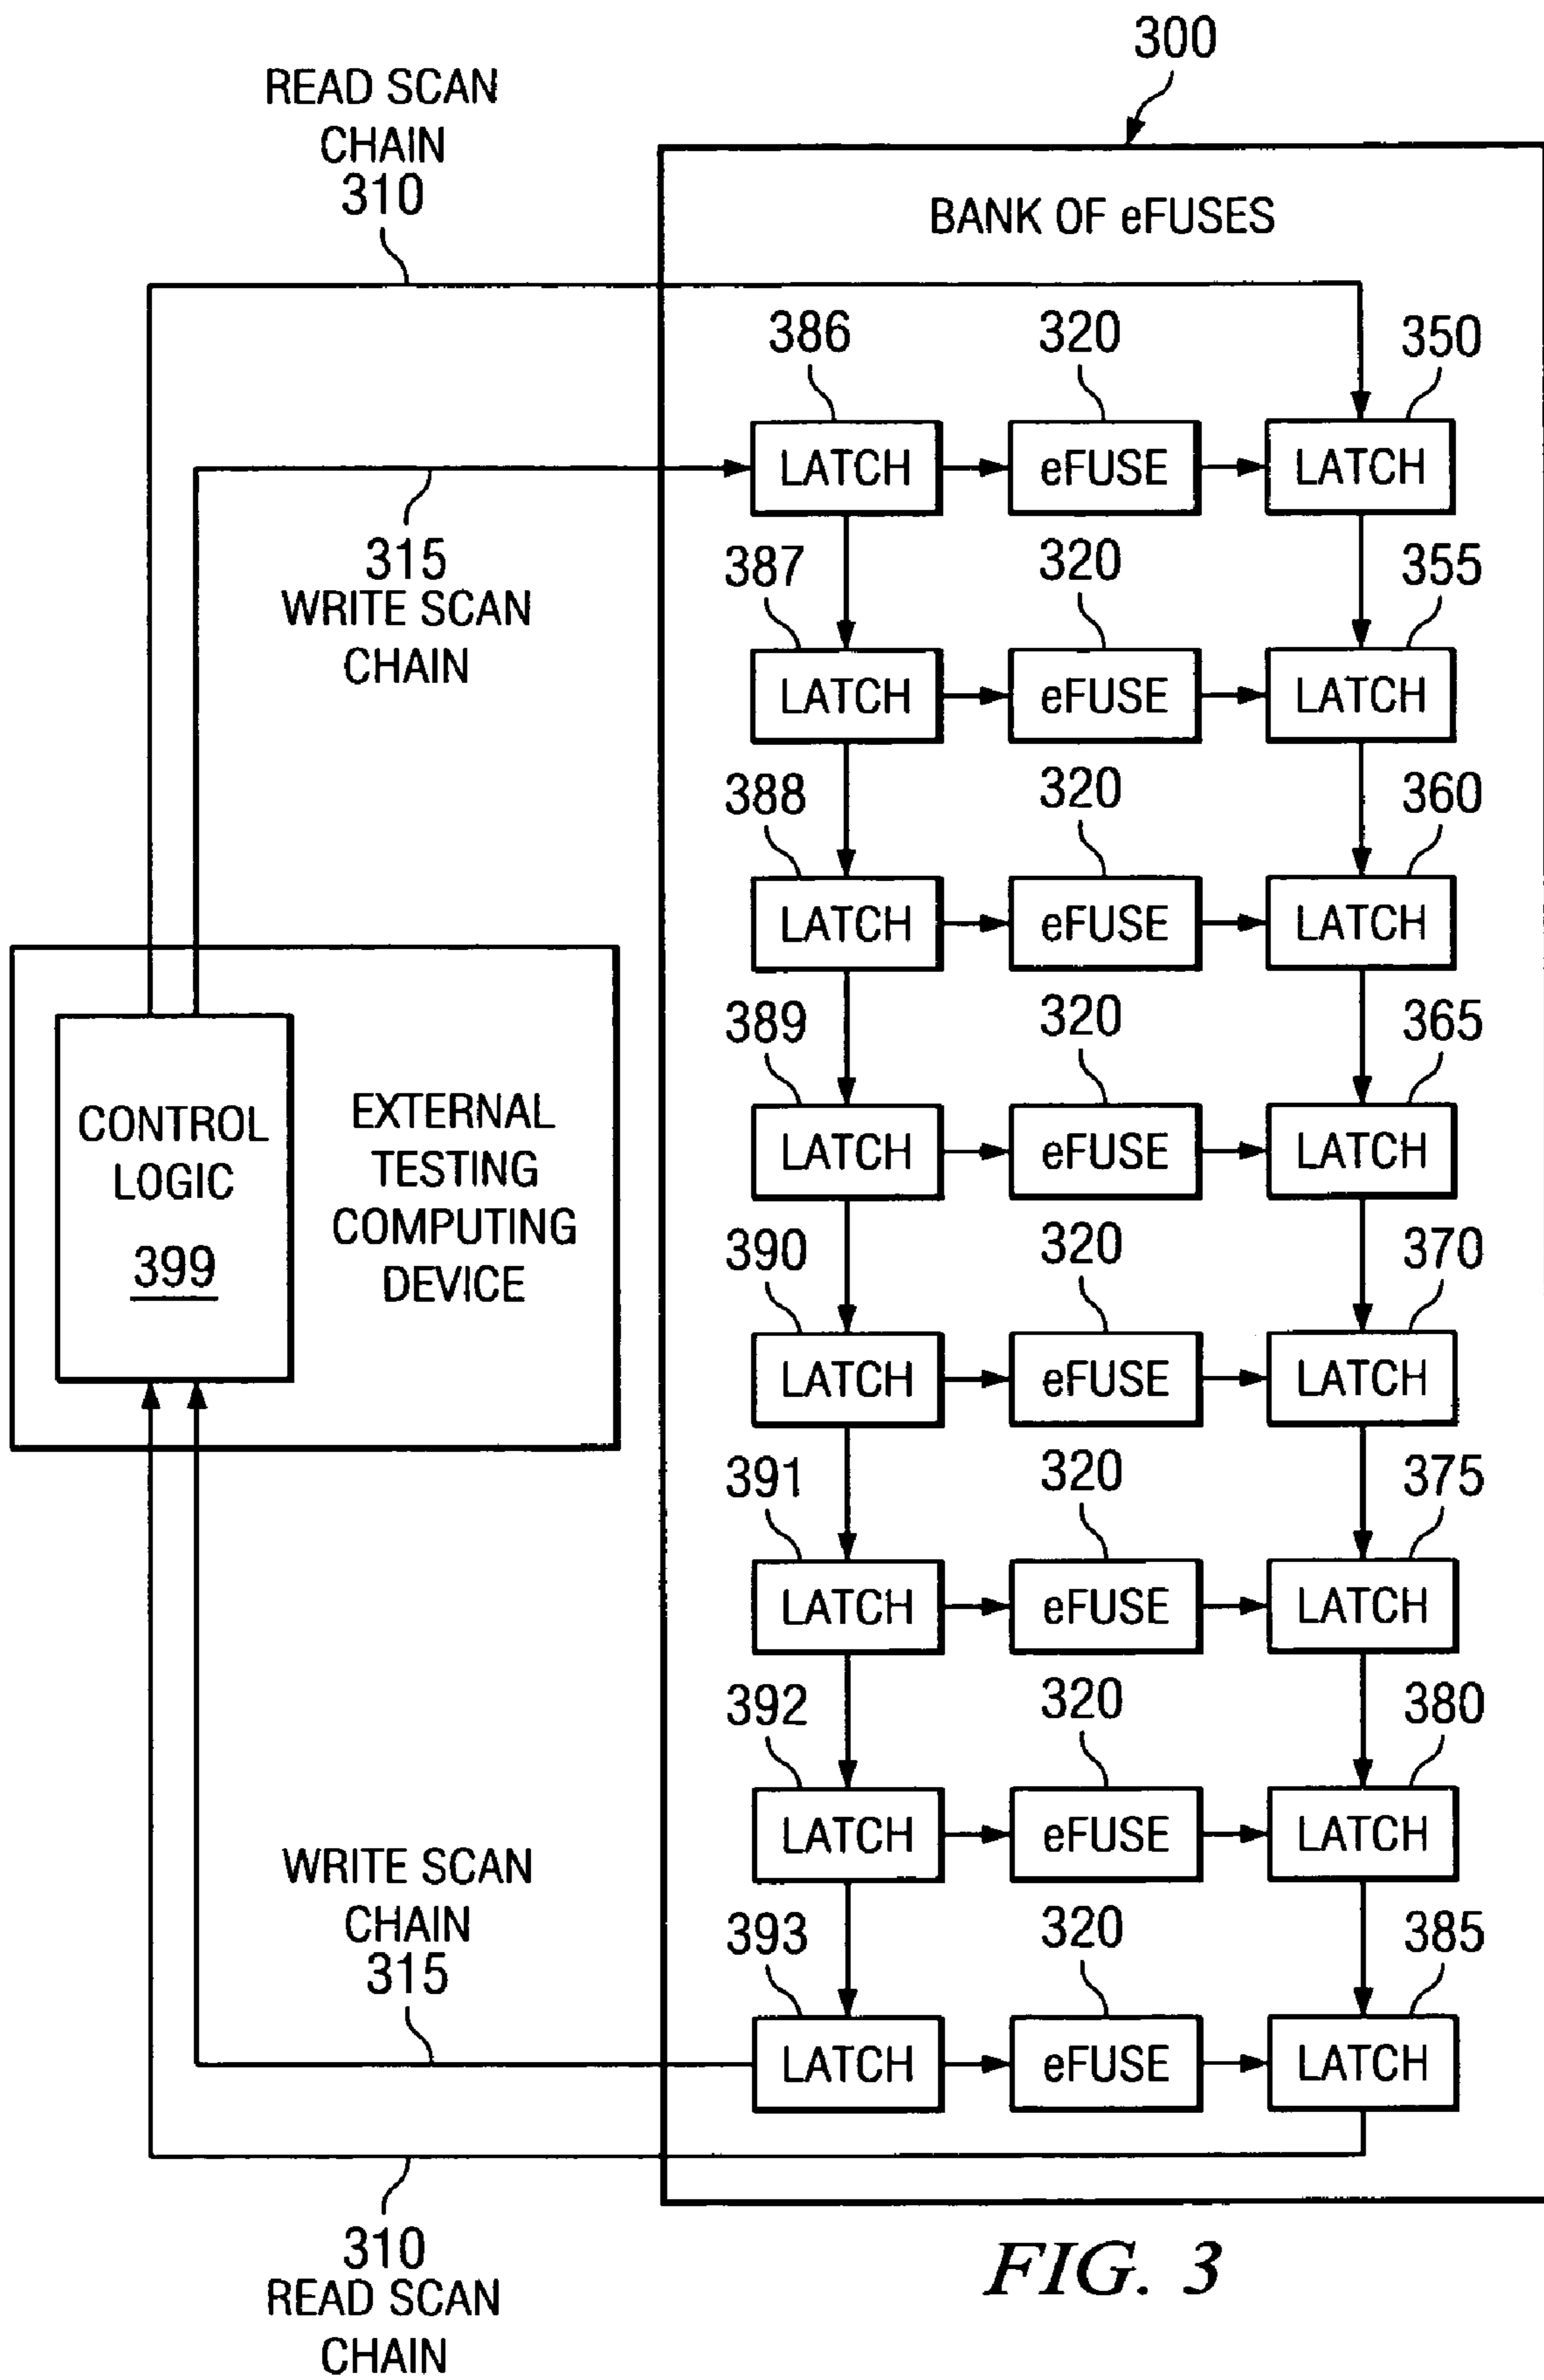 300
READ SCAN
CHAIN
310
BANK OF eFUSES
386
320
350
LATCH
eFUSE
LATCH
315
WRITE SCAN
CHAIN
387
320
355
LATCH
eFUSE
LATCH
388
320
360
LATCH
eFUSE
LATCH
389
320
365
LATCH
eFUSE
LATCH
CONTROL
LOGIC
399
EXTERNAL
TESTING
COMPUTING
DEVICE
390
320
370
LATCH
eFUSE
LATCH
391
320
375
LATCH
eFUSE
LATCH
392
320
380
LATCH
eFUSE
LATCH
WRITE SCAN
CHAIN
315
393
320
385
LATCH
eFUSE
LATCH
310
READ SCAN
CHAIN
FIG. 3